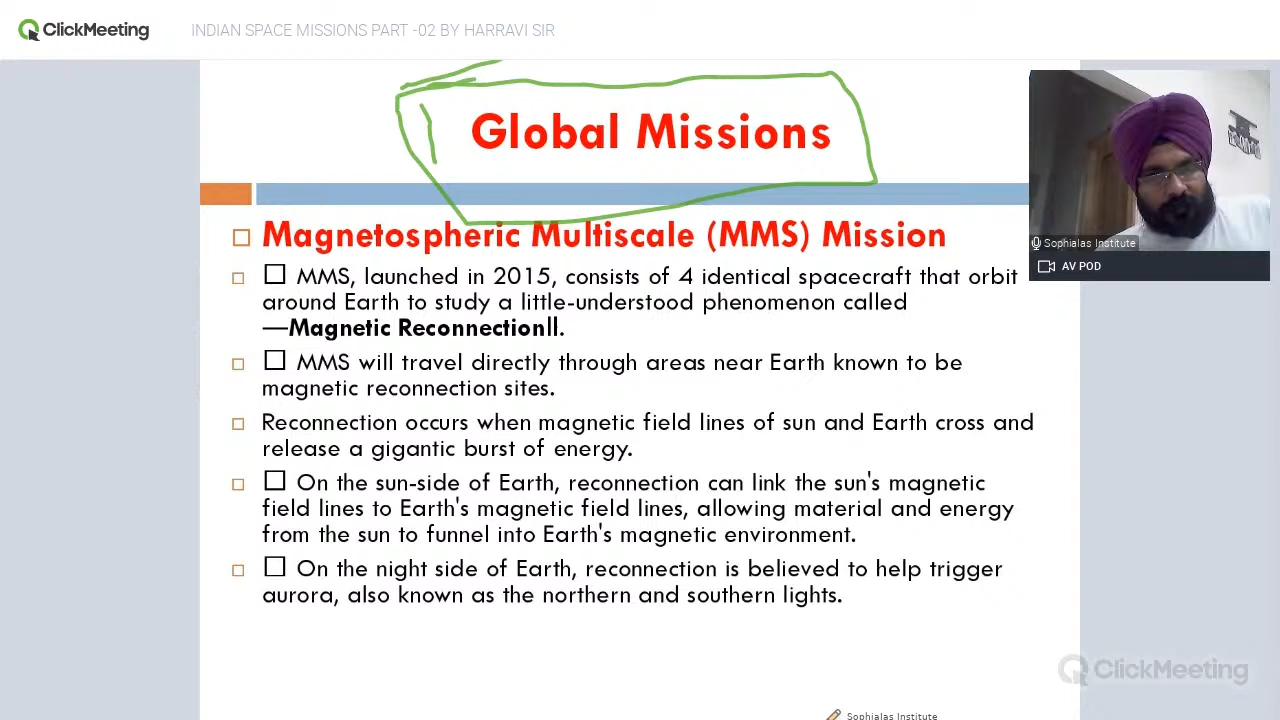 ClickMeeting
INDIAN SPACE MISSIONS PART -02 BY HARRAVI SIR
Global Missions
Magnetospheric Multiscale (MMS) Mission
MMS, launched in 2015, consists of 4 identical spacecraft that orbit
around Earth to study a little-understood phenomenon called
―Magnetic Reconnection‖.
MMS will travel directly through areas near Earth known to be
magnetic reconnection sites.
Reconnection occurs when magnetic field lines of sun and Earth cross and
release a gigantic burst of energy.
On the sun-side of Earth, reconnection can link the sun's magnetic
field lines to Earth's magnetic field lines, allowing material and energy
from the sun to funnel into Earth's magnetic environment.
On the night side of Earth, reconnection is believed to help trigger
aurora, also known as the northern and southern lights.
Sophialas Institute
AV POD
ClickMeeting
Sophialas Institute